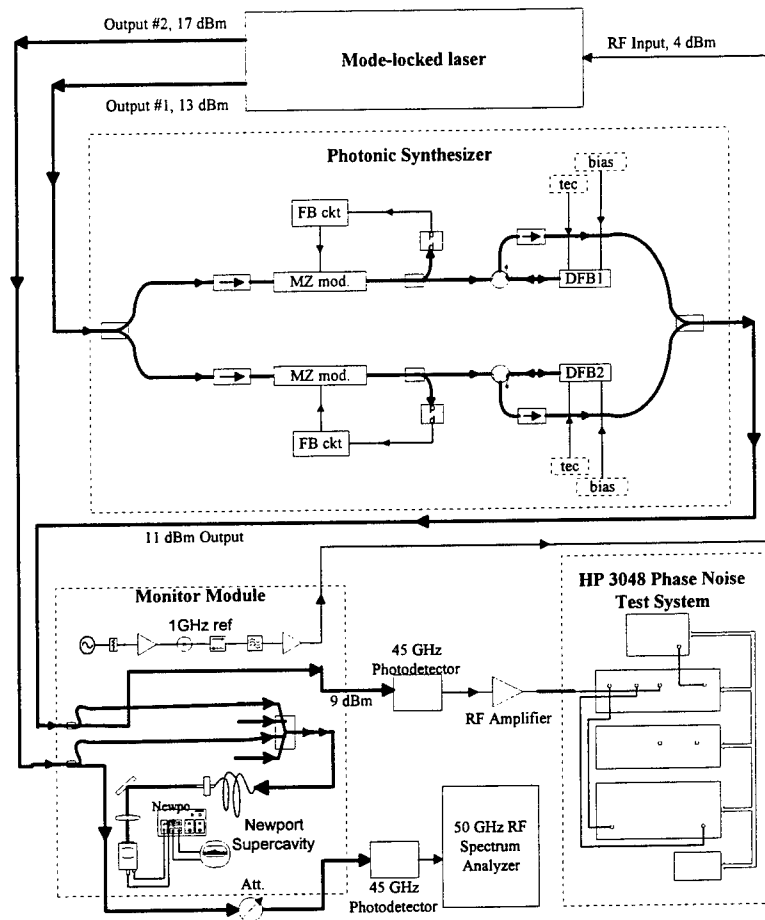 Output #2, 17 dBm
RF Input, 4 dBm
Mode-locked laser
Output #1, 13 dBm
Photonic Synthesizer
bias
tec
FB ckt
MZ mod.
DFB1
MZ mod.
DFB2
FB ckt
tec
bias
11 dBm Output
Monitor Module
HP 3048 Phase Noise
Test System
1GHz ref
45 GHz
Photodetector
9 dBm
RF Amplifier
Newpo
Newport
Supercavity
50 GHz RF
Spectrum
Analyzer
Att.
45 GHz
Photodetector